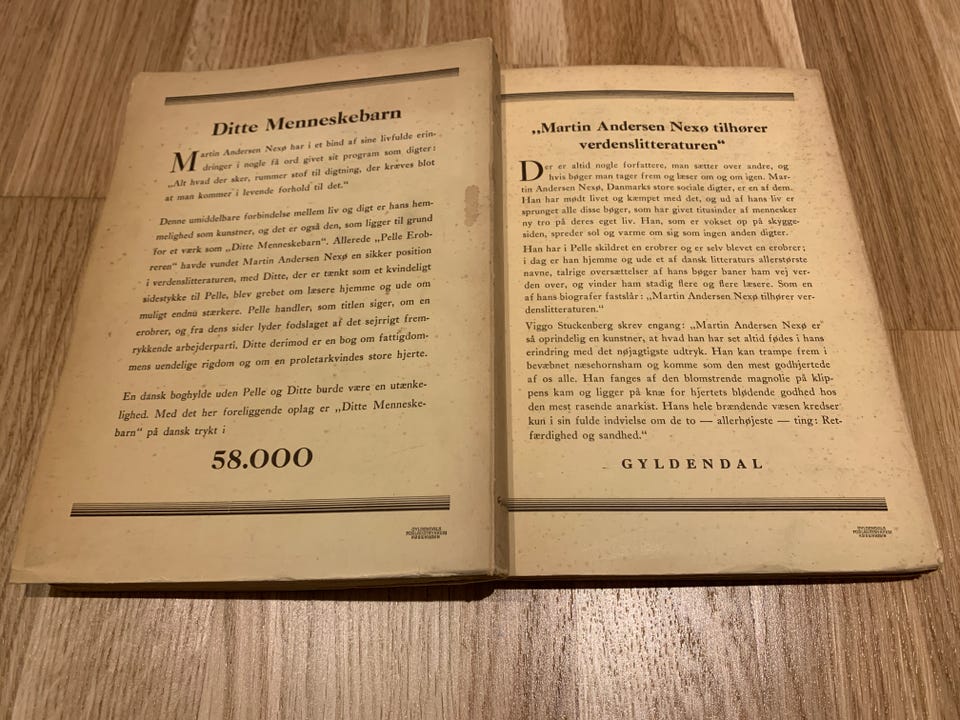 Ditte Menneskebarn
Martin Andersen Nexø har i et bind af sine livfulde erin-
dringer i nogle få ord givet sit program som digter:
„Alt hvad der sker, rummer stof til digtning, der kræves blot
at man kommer i levende forhold til det.“
Denne umiddelbare forbindelse mellem liv og digt er hans hem-
melighed som kunstner, og det er også den, som ligger til grund
for et værk som „Ditte Menneskebarn“. Allerede „Pelle Erob-
reren“ havde vundet Martin Andersen Nexø en sikker position
i verdenslitteraturen, med Ditte, der er tænkt som et kvindeligt
sidestykke til Pelle, blev grebet om læsere hjemme og ude om
muligt endnu stærkere. Pelle handler, som titlen siger, om en
erobrer, og fra dens sider lyder fodslaget af det sejrrigt frem-
rykkende arbejderparti. Ditte derimod er en bog om fattigdom-
mens uendelige rigdom og om en proletarkvindes store hjerte.
En dansk boghylde uden Pelle og Ditte burde være en utænke-
lighed. Med det her foreliggende oplag er „Ditte Menneske-
barn“ på dansk trykt i
58.000
GYLDENDALS
FORLAGSTRYKKERI
KØBENHAVN
„Martin Andersen Nexø tilhører
verdenslitteraturen“
Der er altid nogle forfattere, man sætter over andre, og
hvis bøger man tager frem og læser om og om igen. Mar-
tin Andersen Nexø, Danmarks store sociale digter, er en af dem.
Han har mødt livet og kæmpet med det, og ud af hans liv er
sprunget alle disse bøger, som har givet titusinder af mennesker
ny tro på deres eget liv. Han, som er vokset op på skygge-
siden, spreder sol og varme om sig som ingen anden digter.
Han har i Pelle skildret en erobrer og er selv blevet en erobrer;
i dag er han hjemme og ude et af dansk litteraturs allerstørste
navne, talrige oversættelser af hans bøger baner ham vej ver-
den over, og vinder ham stadig flere og flere læsere. Som en
af hans biografer fastslår: „Martin Andersen Nexø tilhører ver-
denslitteraturen.“
Viggo Stuckenberg skrev engang: „Martin Andersen Nexø er
så oprindelig en kunstner, at hvad han har set altid fødes i hans
erindring med det nøjagtigste udtryk. Han kan trampe frem i
bevæbnet næsehornsham og komme som den mest godhjertede
af os alle. Han fanges af den blomstrende magnolie på klip-
pens kam og ligger på knæ for hjertets blødende godhed hos
den mest rasende anarkist. Hans hele brændende væsen kredser
kun i sin fulde indvielse om de to — allerhøjeste — ting: Ret-
færdighed og sandhed.“
GYLDENDAL
GYLDENDALS
FORLAGSTRYKKERI
KØBENHAVN